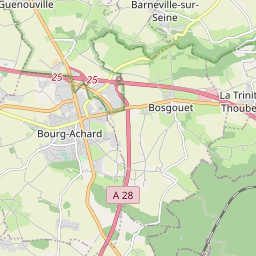 Guenouville
Barneville-sur-
Seine
25
25
Bosgouet
La Trinit
Thoube
Bourg-Achard
A 28